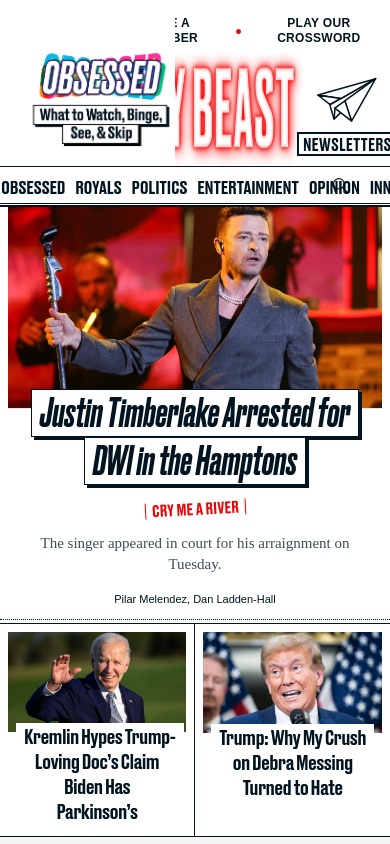 E A
BER
PLAY OUR
CROSSWORD
OBSESSED
What to Watch, Binge,
See, & Skip
Y BEAST
NEWSLETTERS
OBSESSED ROYALS POLITICS ENTERTAINMENT OPINION INN
Justin Timberlake Arrested for
DWI in the Hamptons
CRY ME A RIVER
The singer appeared in court for his arraignment on
Tuesday.
Pilar Melendez, Dan Ladden-Hall
Kremlin Hypes Trump-
Loving Doc’s Claim
Biden Has
Parkinson’s
Trump: Why My Crush
on Debra Messing
Turned to Hate